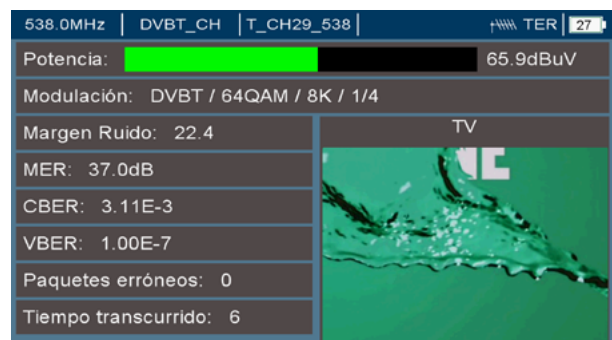 538.0MHz DVBT_CH T_CH29_538 TER 27
Potencia: 65.9dBuV
Modulación: DVBT / 64QAM / 8K / 1/4
Margen Ruido: 22.4
TV
MER: 37.0dB
CBER: 3.11E-3
VBER: 1.00E-7
Paquetes erróneos: 0
Tiempo transcurrido: 6